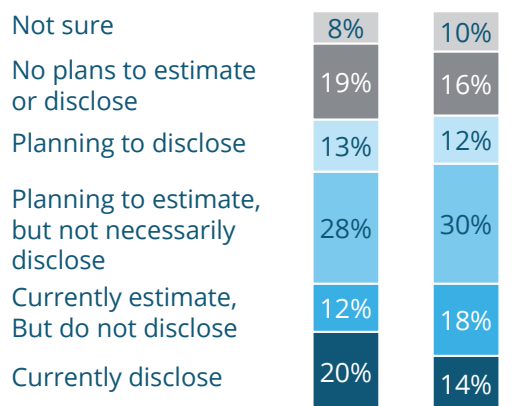 Not sure 8% 10%
No plans to estimate
or disclose 19% 16%
Planning to disclose 13% 12%
Planning to estimate,
but not necessarily 28% 30%
disclose
Currently estimate, 12% 18%
But do not disclose
Currently disclose 20% 14%